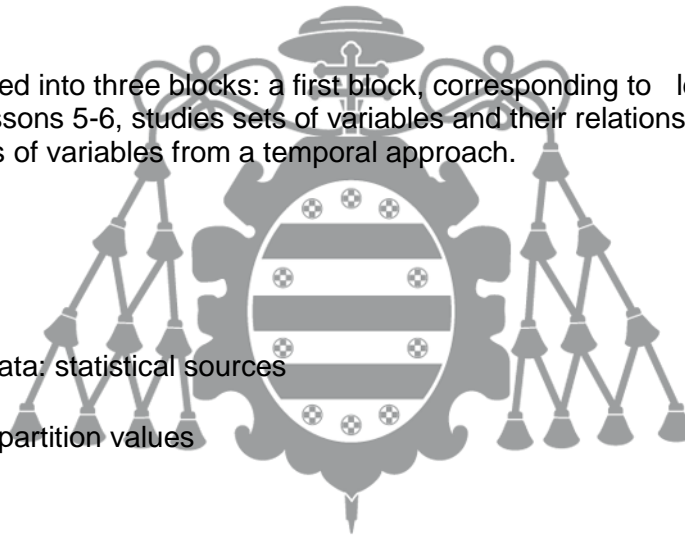 ed into three blocks: a first block, corresponding to le
ssons 5-6, studies sets of variables and their relations
s of variables from a temporal approach.
ata: statistical sources
partition values